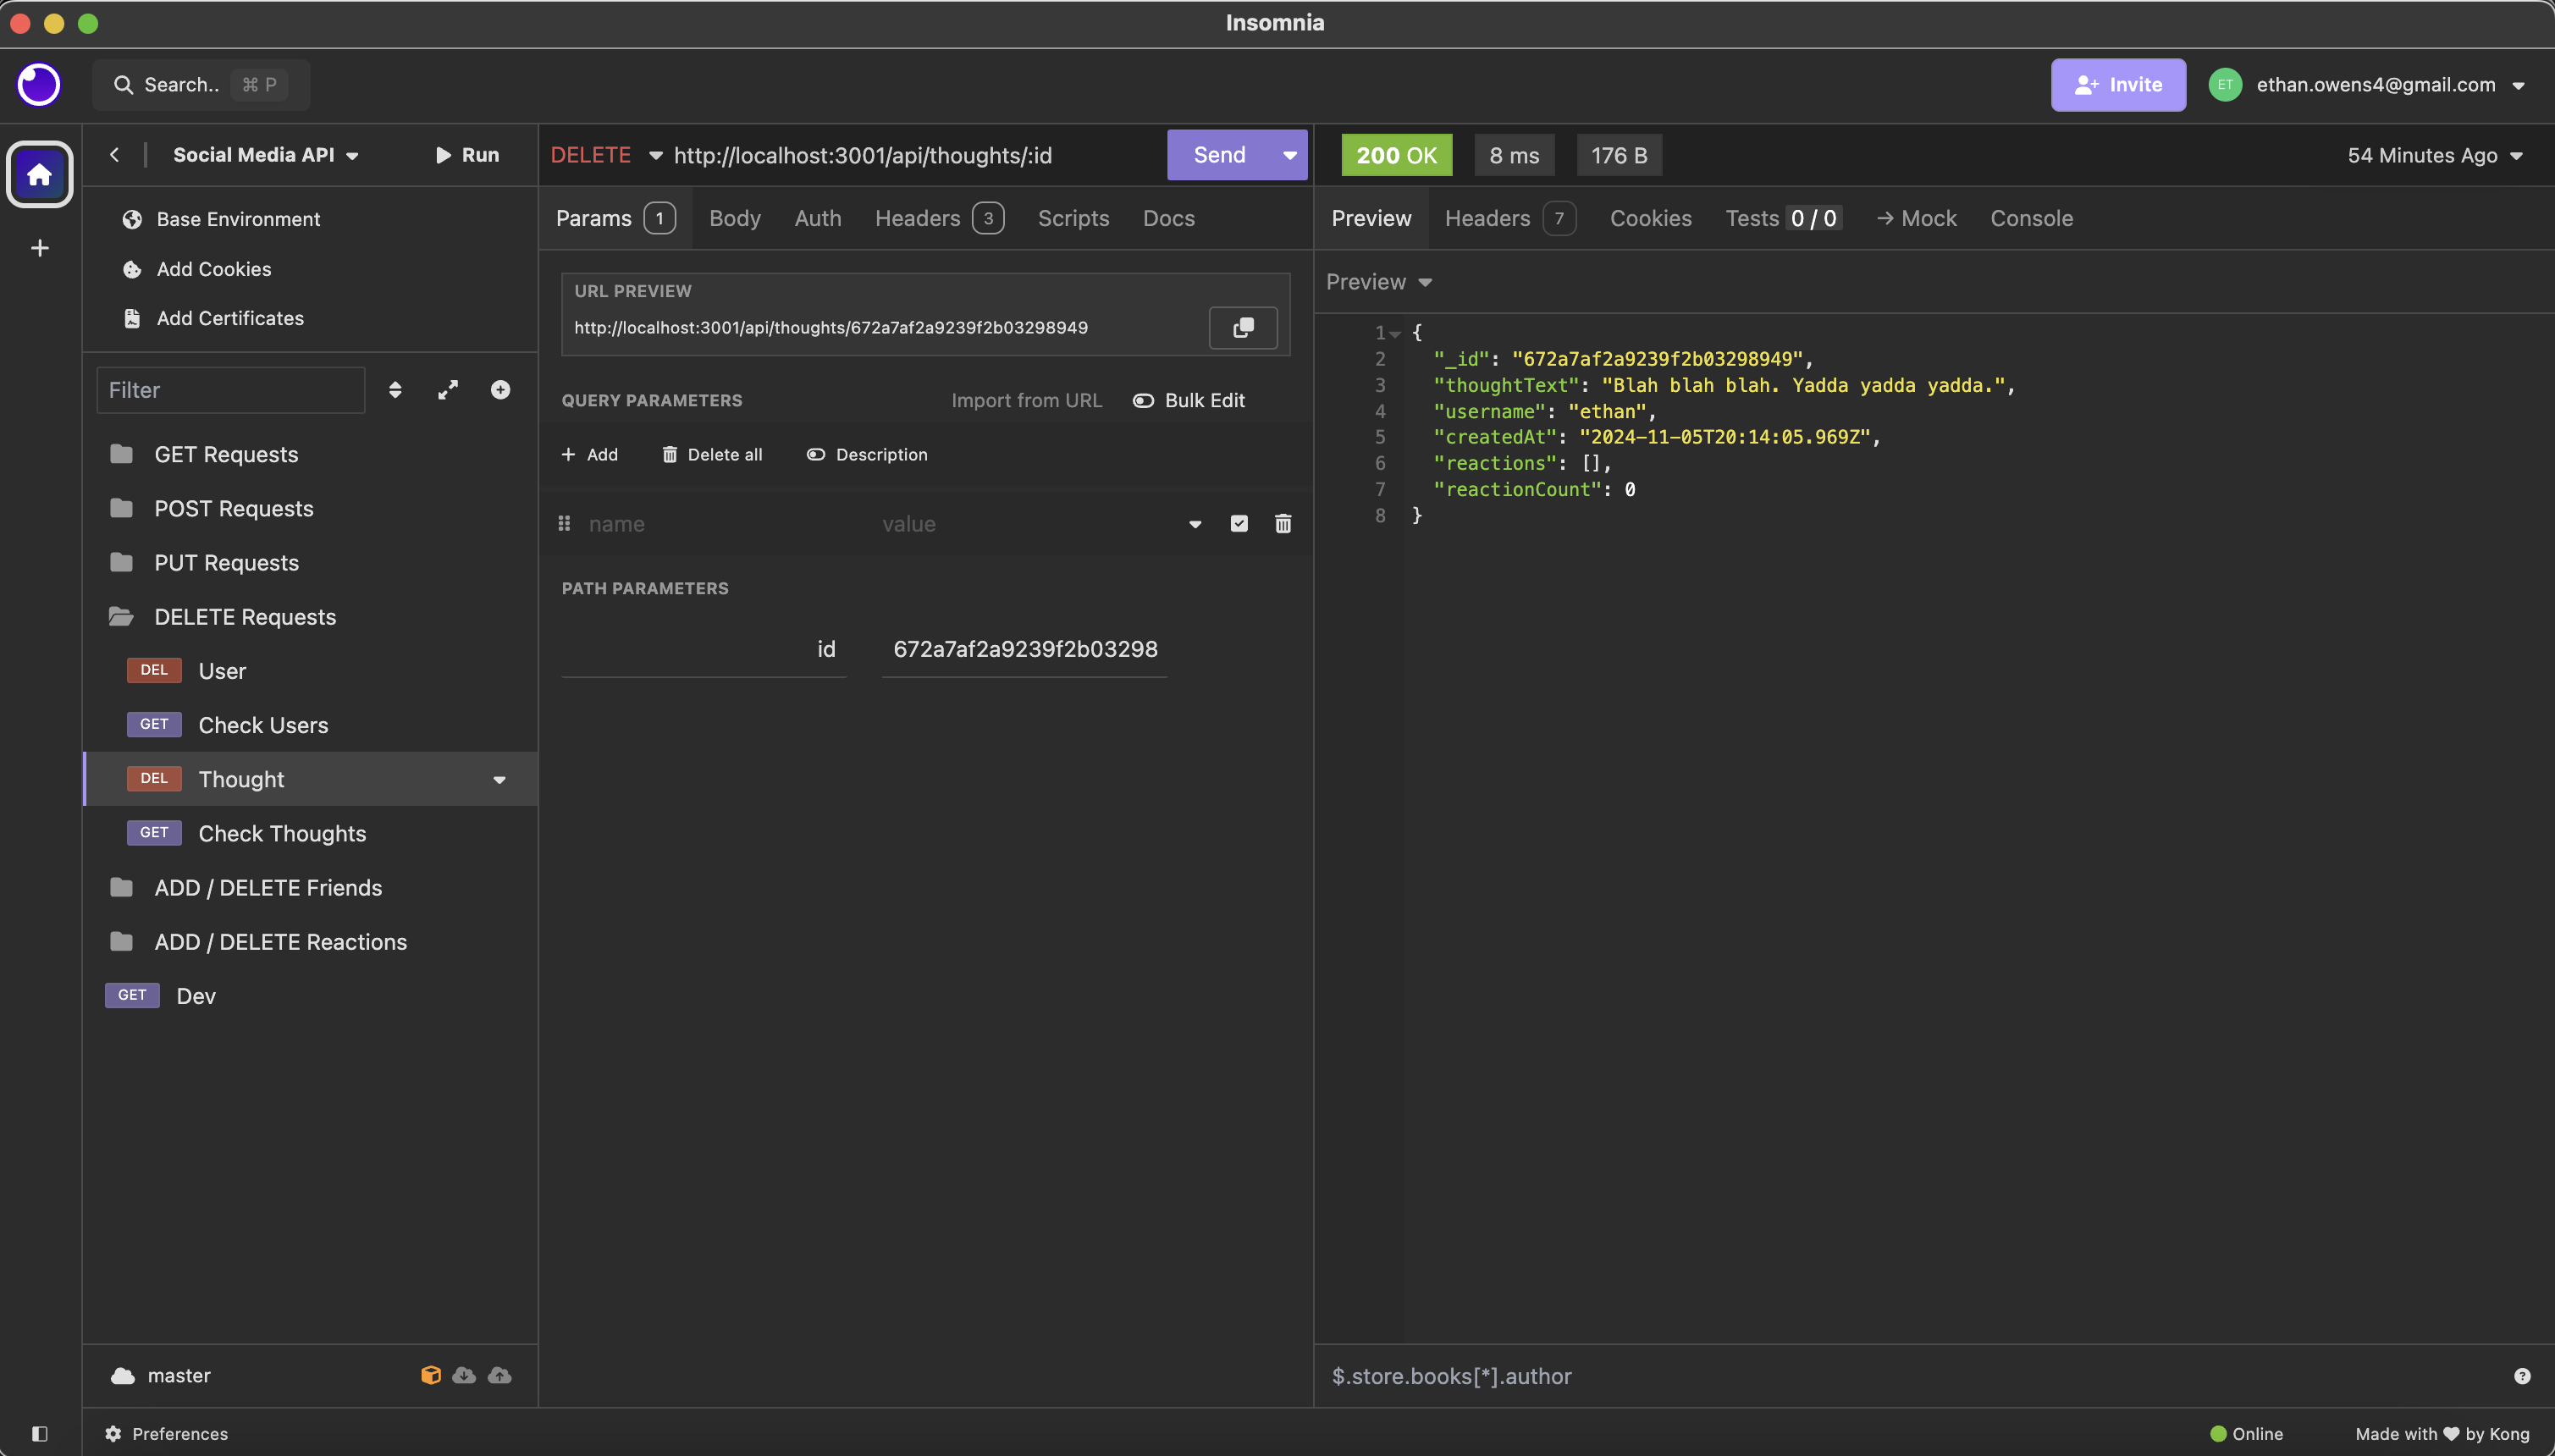 Insomnia
Search.. ⌘ P
Invite
ET ethan.owens4@gmail.com
Social Media API
Run
Base Environment
Add Cookies
Add Certificates
Filter
GET Requests
POST Requests
PUT Requests
DELETE Requests
DEL User
GET Check Users
DEL Thought
GET Check Thoughts
ADD / DELETE Friends
ADD / DELETE Reactions
GET Dev
master
DELETE http://localhost:3001/api/thoughts/:id Send
Params 1 Body Auth Headers 3 Scripts Docs
URL PREVIEW
http://localhost:3001/api/thoughts/672a7af2a9239f2b03298949
QUERY PARAMETERS Import from URL Bulk Edit
+ Add Delete all Description
name value
PATH PARAMETERS
id 672a7af2a9239f2b03298
200 OK 8 ms 176 B 54 Minutes Ago
Preview Headers 7 Cookies Tests 0 / 0 → Mock Console
Preview
1 {
2 "_id": "672a7af2a9239f2b03298949",
3 "thoughtText": "Blah blah blah. Yadda yadda yadda.",
4 "username": "ethan",
5 "createdAt": "2024-11-05T20:14:05.969Z",
6 "reactions": [],
7 "reactionCount": 0
8 }
$.store.books[*].author
Preferences
Online
Made with ♥ by Kong